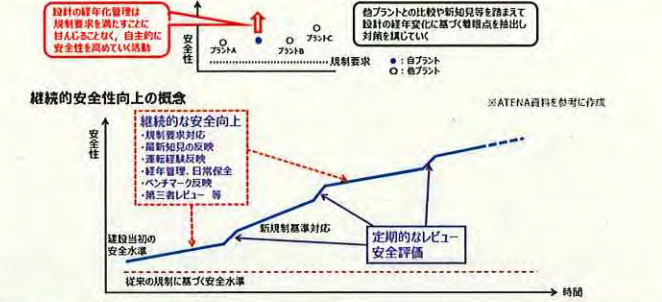 設計の経年化管理は
規制要求を満たすことに
甘んじることなく、自主的に
安全性を高めていく活動
他プラントとの比較や新知見等を踏まえて
設計の経年変化に基づく着眼点を抽出し
対策を講じていく
安全性
プラントA
プラントB
プラントC
規制要求
●：自プラント
○：他プラント
継続的安全性向上の概念
※ATENA資料を参考に作成
安全性
継続的な安全向上
・規制要求対応
・最新知見の反映
・運転経験反映
・経年管理、日常保全
・ベンチマーク反映
・第三者レビュー 等
新規制基準対応
定期的なレビュー
安全評価
建設当初の
安全水準
従来の規制に基づく安全水準
時間